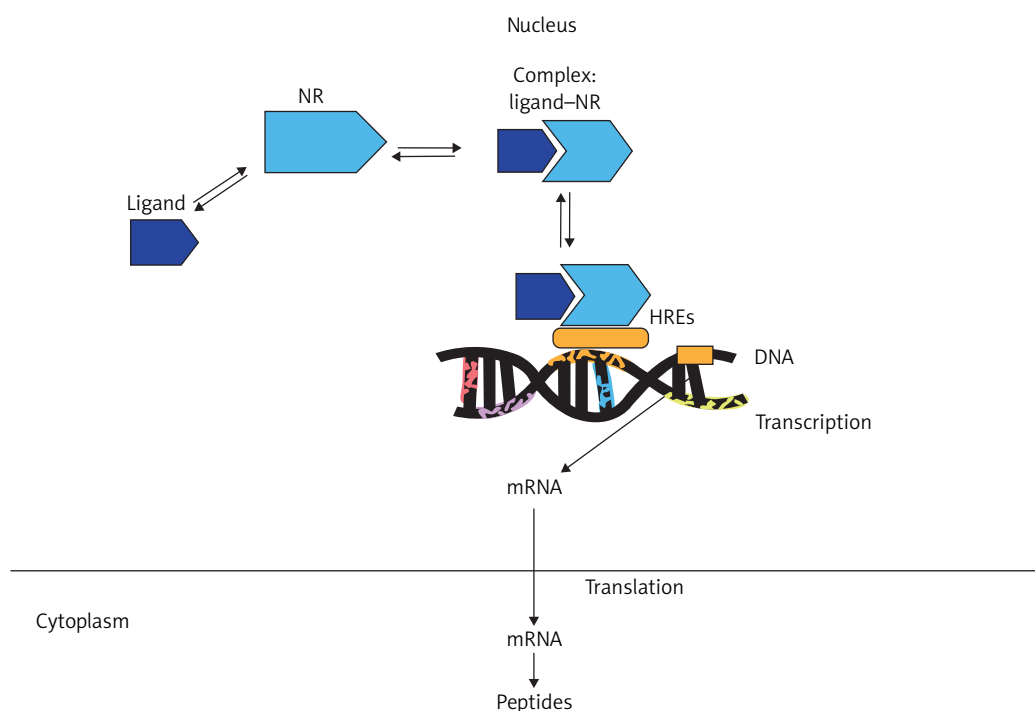 Nucleus
Complex:
ligand–NR
NR
Ligand
HREs
DNA
Transcription
mRNA
Translation
Cytoplasm
mRNA
Peptides